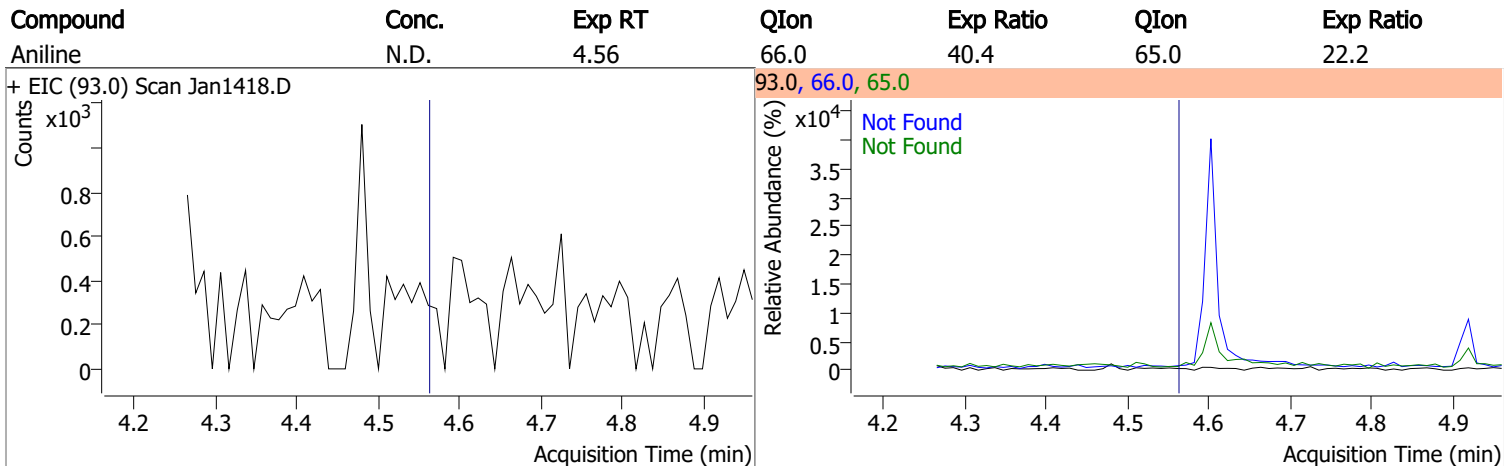 Compound Conc. Exp RT QIon Exp Ratio QIon Exp Ratio
Aniline N.D. 4.56 66.0 40.4 65.0 22.2
+ EIC (93.0) Scan Jan1418.D
Counts
x10³
0.8
0.6
0.4
0.2
0
4.2 4.3 4.4 4.5 4.6 4.7 4.8 4.9
Acquisition Time (min)
93.0, 66.0, 65.0
Relative Abundance (%)
x10⁴
Not Found
Not Found
3.5
3
2.5
2
1.5
1
0.5
0
4.2 4.3 4.4 4.5 4.6 4.7 4.8 4.9
Acquisition Time (min)